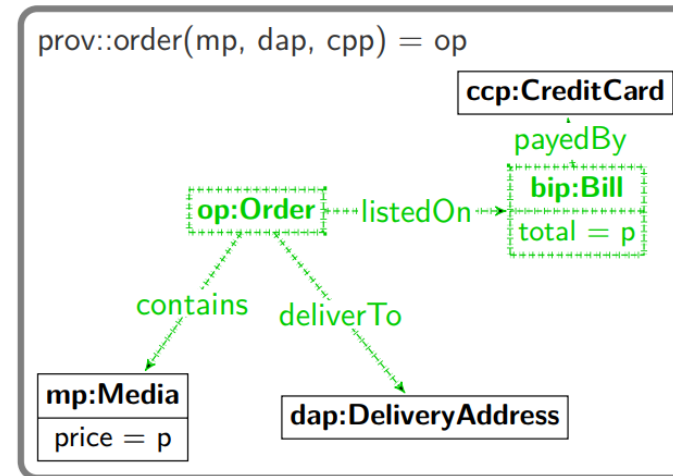 prov::order(mp, dap, cpp) = op
ccp:CreditCard
payedBy
bip:Bill
op:Order
listedOn
total = p
contains
deliverTo
mp:Media
price = p
dap:DeliveryAddress